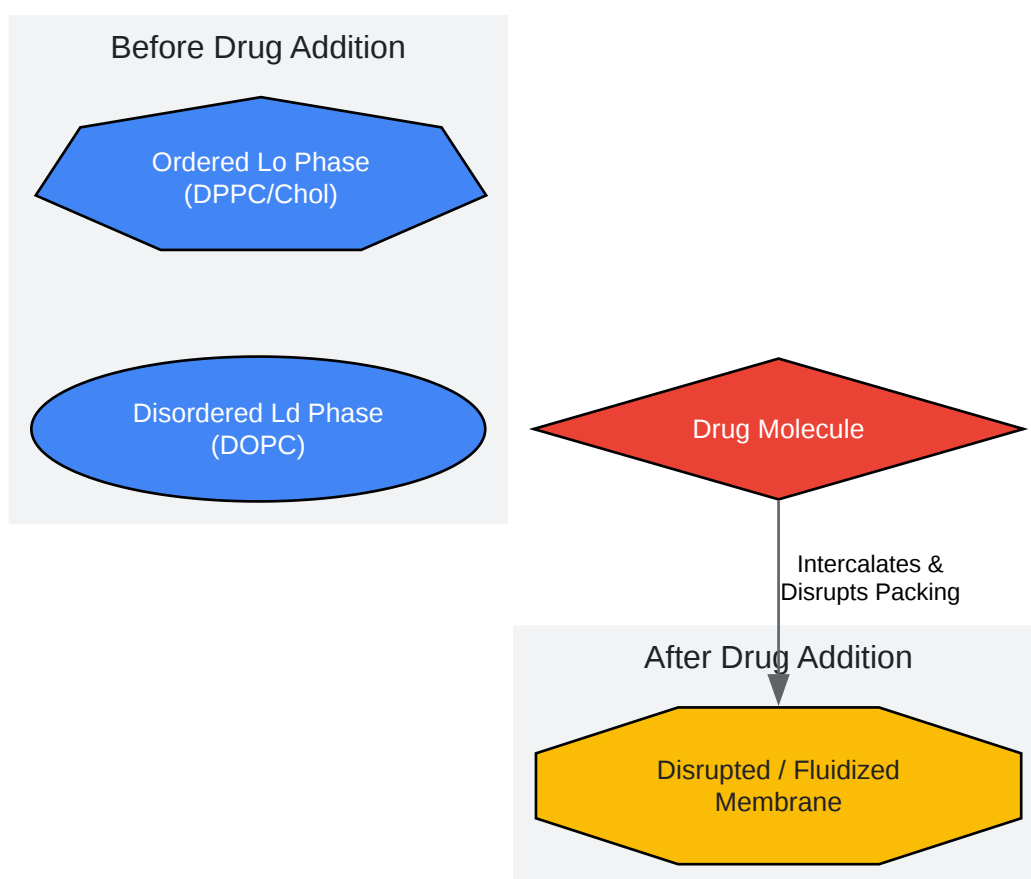 Before Drug Addition
Ordered Lo Phase
(DPPC/Chol)
Disordered Ld Phase
(DOPC)
Drug Molecule
Intercalates &
Disrupts Packing
After Drug Addition
Disrupted / Fluidized
Membrane